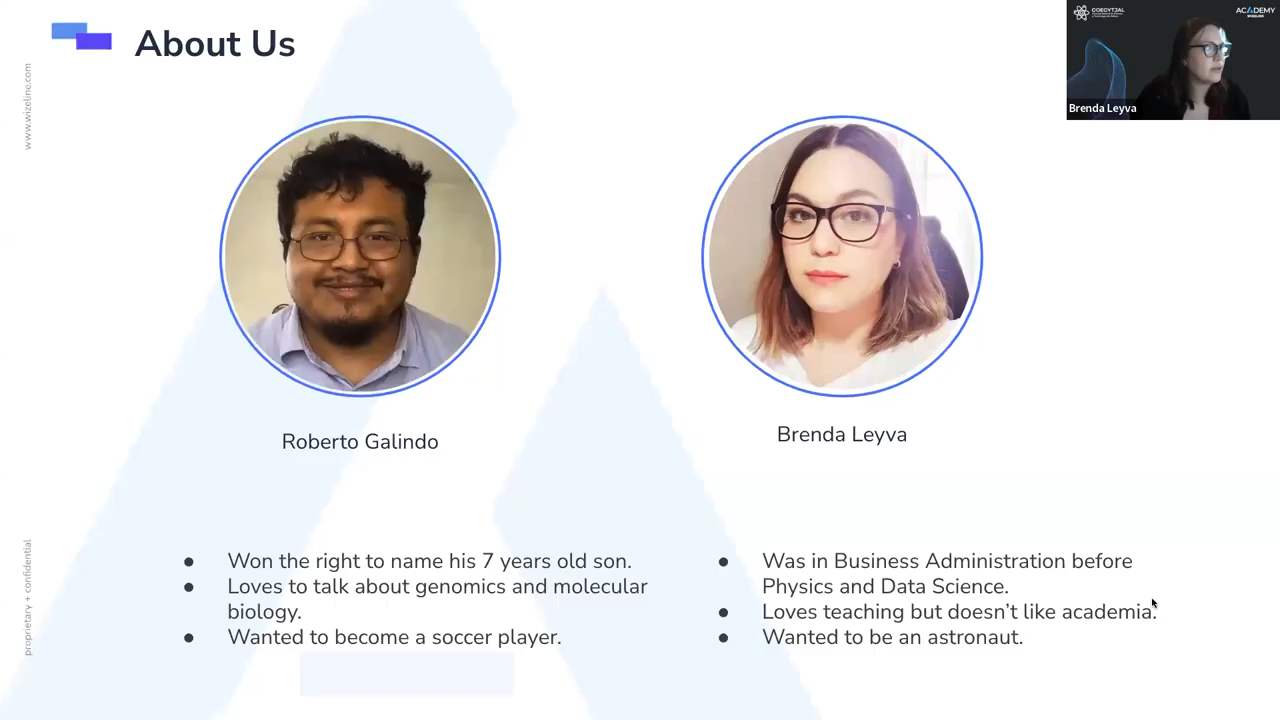 About Us
www.wizeline.com
COECYTJAL
ACADEMY
WIZELINE
Brenda Leyva
Roberto Galindo
Brenda Leyva
● Won the right to name his 7 years old son.
● Loves to talk about genomics and molecular
biology.
● Wanted to become a soccer player.
● Was in Business Administration before
Physics and Data Science.
● Loves teaching but doesn’t like academia.
● Wanted to be an astronaut.
proprietary + confidential